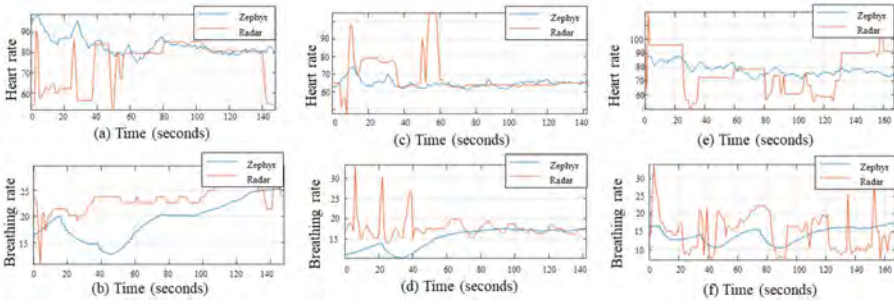 Zephyr
Radar
90
80
70
60
Heart rate
0 20 40 60 80 100 120 140
(a) Time (seconds)
Zephyr
Radar
100
90
80
70
60
Heart rate
0 20 40 60 80 100 120 140
(c) Time (seconds)
Zephyr
Radar
120
100
90
80
70
60
Heart rate
0 20 40 60 80 100 120 140 160
(e) Time (seconds)
Zephyr
Radar
25
20
15
Breathing rate
0 20 40 60 80 100 120 140
(b) Time (seconds)
Zephyr
Radar
30
25
20
15
Breathing rate
0 20 40 60 80 100 120 140
(d) Time (seconds)
Zephyr
Radar
30
25
20
15
10
Breathing rate
0 20 40 60 80 100 120 140 160
(f) Time (seconds)